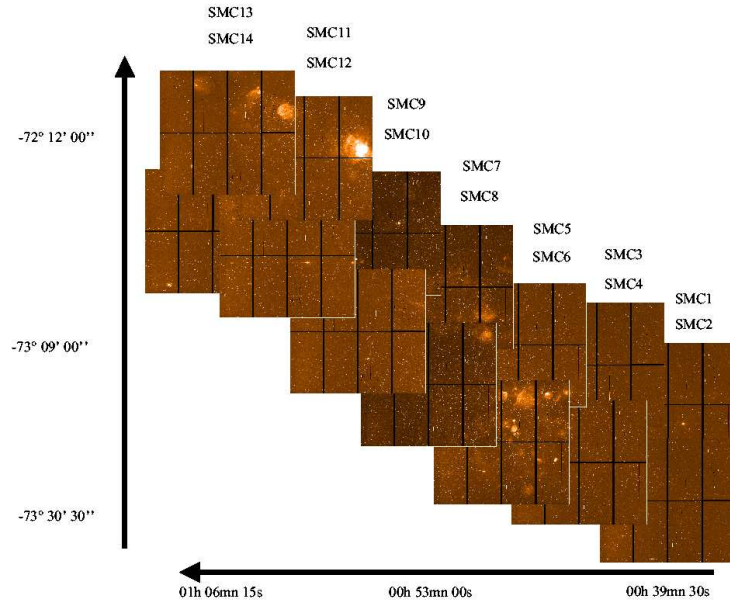 SMC13
SMC14
SMC11
SMC12
SMC9
SMC10
SMC7
SMC8
SMC5
SMC6
SMC3
SMC4
SMC1
SMC2
-72° 12' 00''
-73° 09' 00''
-73° 30' 30''
01h 06mn 15s
00h 53mn 00s
00h 39mn 30s